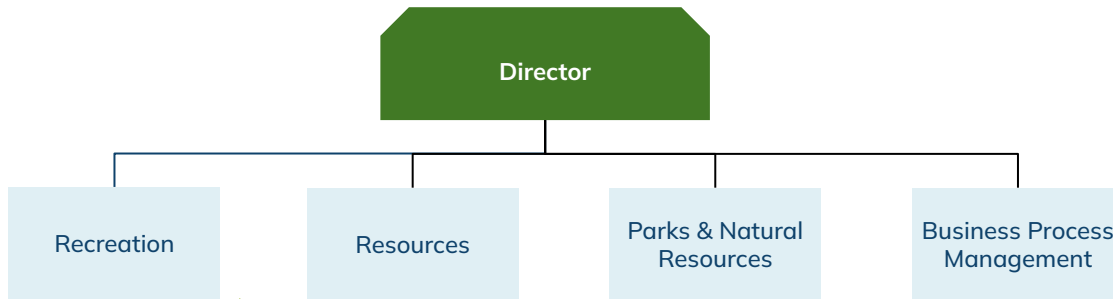 Director
Recreation
Resources
Parks & Natural
Resources
Business Process
Management